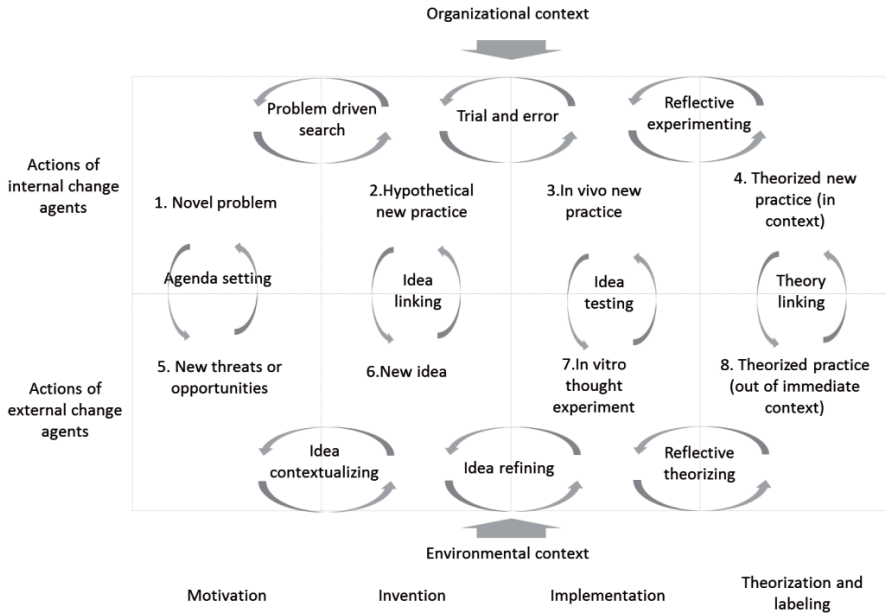 Organizational context
Problem driven
search
Trial and error
Reflective
experimenting
Actions of
internal change
agents
1. Novel problem
2.Hypothetical
new practice
3.In vivo new
practice
4. Theorized new
practice (in
context)
Agenda setting
Idea
linking
Idea
testing
Theory
linking
Actions of
external change
agents
5. New threats or
opportunities
6.New idea
7.In vitro
thought
experiment
8. Theorized practice
(out of immediate
context)
Idea
contextualizing
Idea refining
Reflective
theorizing
Environmental context
Motivation
Invention
Implementation
Theorization and
labeling